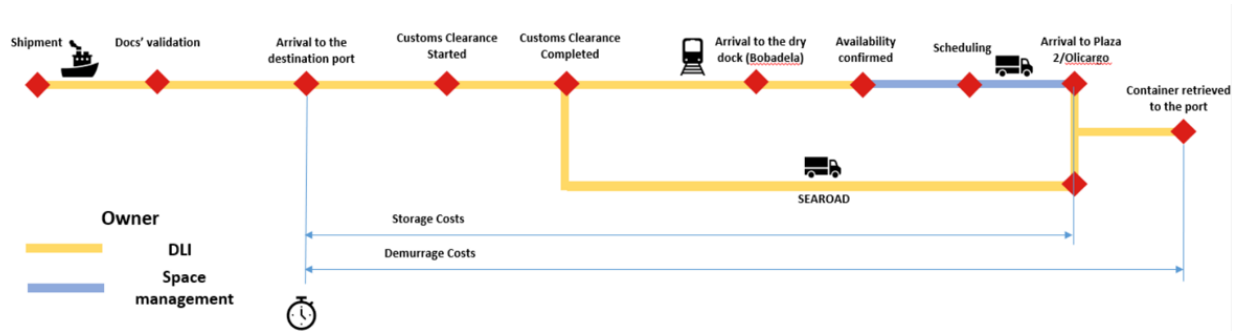 Shipment
Docs' validation
Arrival to the
destination port
Customs Clearance
Started
Customs Clearance
Completed
Arrival to the dry
dock (Bobadela)
Availability
confirmed
Scheduling
Arrival to Plaza
2/Olicargo
Container retrieved
to the port
SEAROAD
Storage Costs
Demurrage Costs
Owner
DLI
Space
management